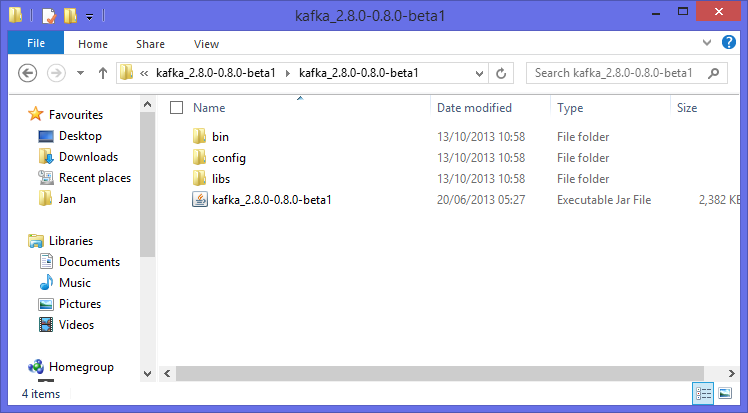 kafka_2.8.0-0.8.0-beta1
File Home Share View
« kafka_2.8.0-0.8.0-beta1 kafka_2.8.0-0.8.0-beta1 Search kafka_2.8.0-0.8.0-beta1
Favourites
Desktop
Downloads
Recent places
Jan
Libraries
Documents
Music
Pictures
Videos
Homegroup
Name Date modified Type Size
bin 13/10/2013 10:58 File folder
config 13/10/2013 10:58 File folder
libs 13/10/2013 10:58 File folder
kafka_2.8.0-0.8.0-beta1 20/06/2013 05:27 Executable Jar File 2,382 KB
4 items